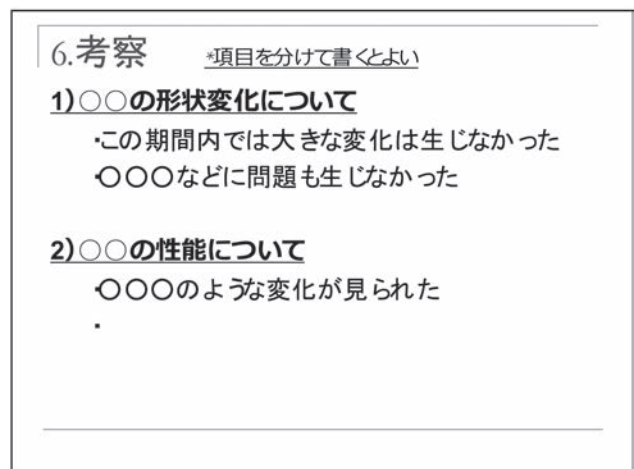 6.考察 *項目を分けて書くとよい
1)○○の形状変化について
・この期間内では大きな変化は生じなかった
・○○○などに問題も生じなかった
2)○○の性能について
・○○○のような変化が見られた
・